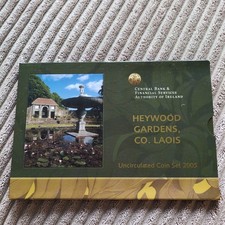 Central Bank &
Financial Services
Authority of Ireland
HEYWOOD
GARDENS,
CO. LAOIS
Uncirculated Coin Set 2005